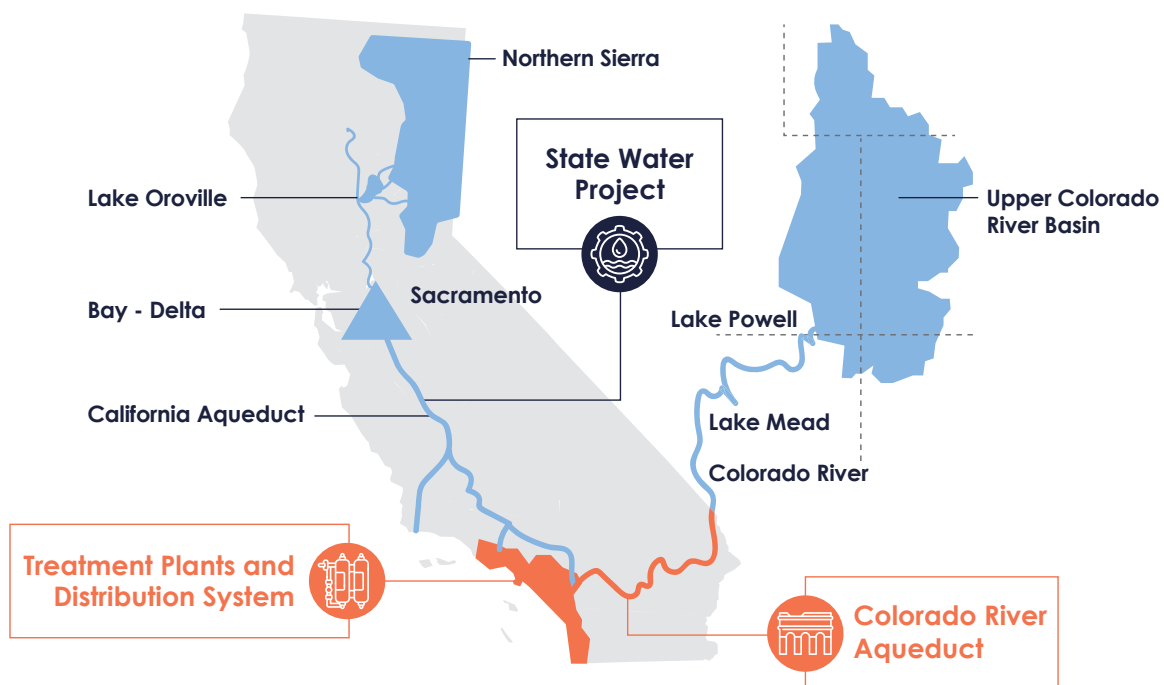 Northern Sierra
State Water
Project
Lake Oroville
Upper Colorado
River Basin
Sacramento
Bay - Delta
Lake Powell
California Aqueduct
Lake Mead
Colorado River
Treatment Plants and
Distribution System
Colorado River
Aqueduct